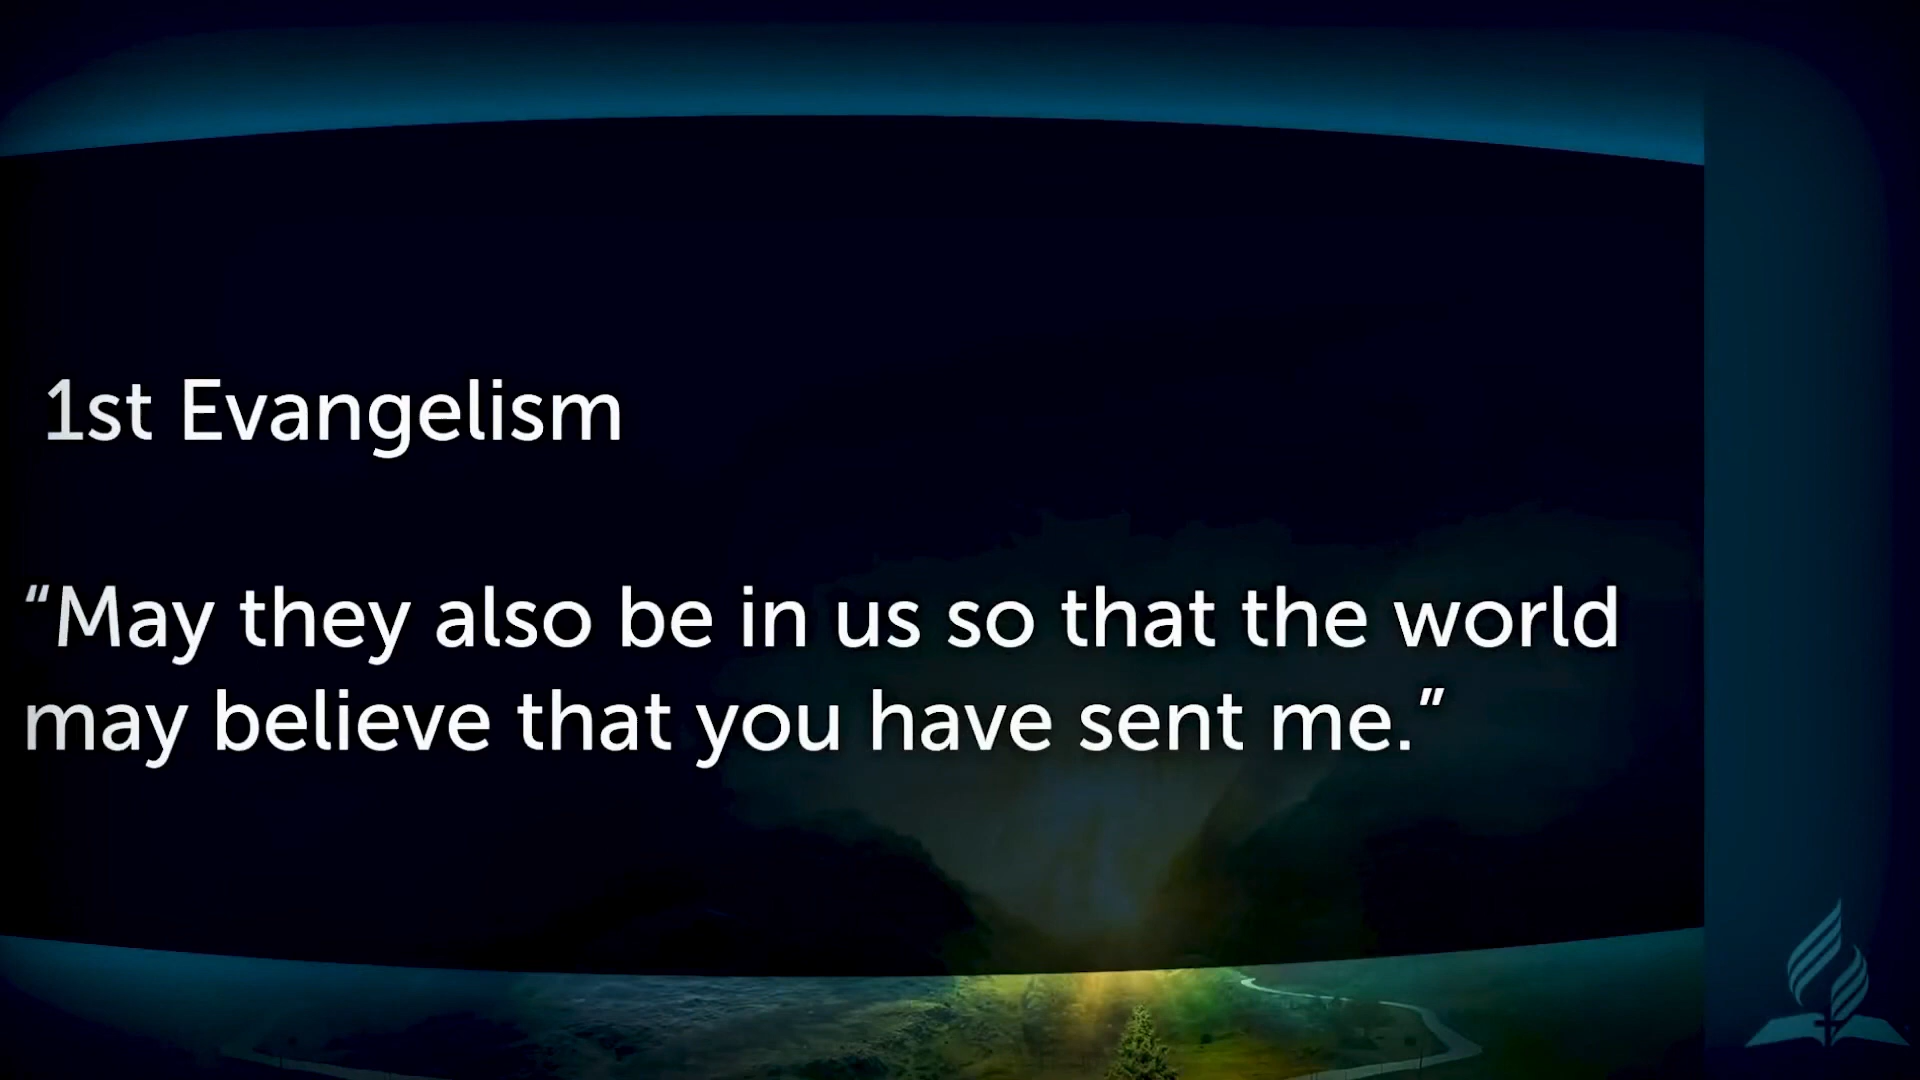 1st Evangelism
“May they also be in us so that the world
may believe that you have sent me.”